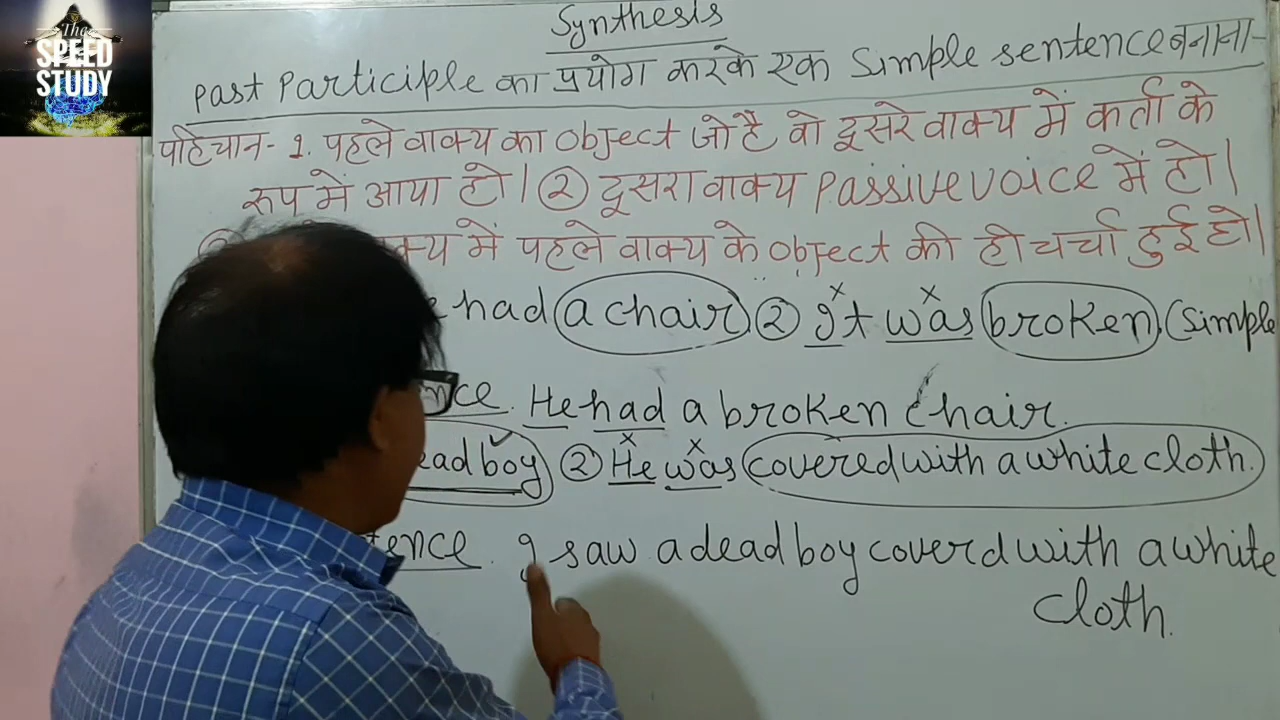 The
SPEED
STUDY
Synthesis
Past Participle का प्रयोग करके एक Simple sentence बनाना-
पहिचान- 1. पहले वाक्य का object जो है वो दूसरे वाक्य में कर्ता के
रुप में आया हो। ② दूसरा वाक्य Passive voice में हो।
वाक्य में पहले वाक्य के object की ही चर्चा हुई हो।
had a chair ② It was broken. (Simple
He had a broken chair.
boy ② He was covered with a white cloth.
I saw a dead boy coverd with a white
cloth.